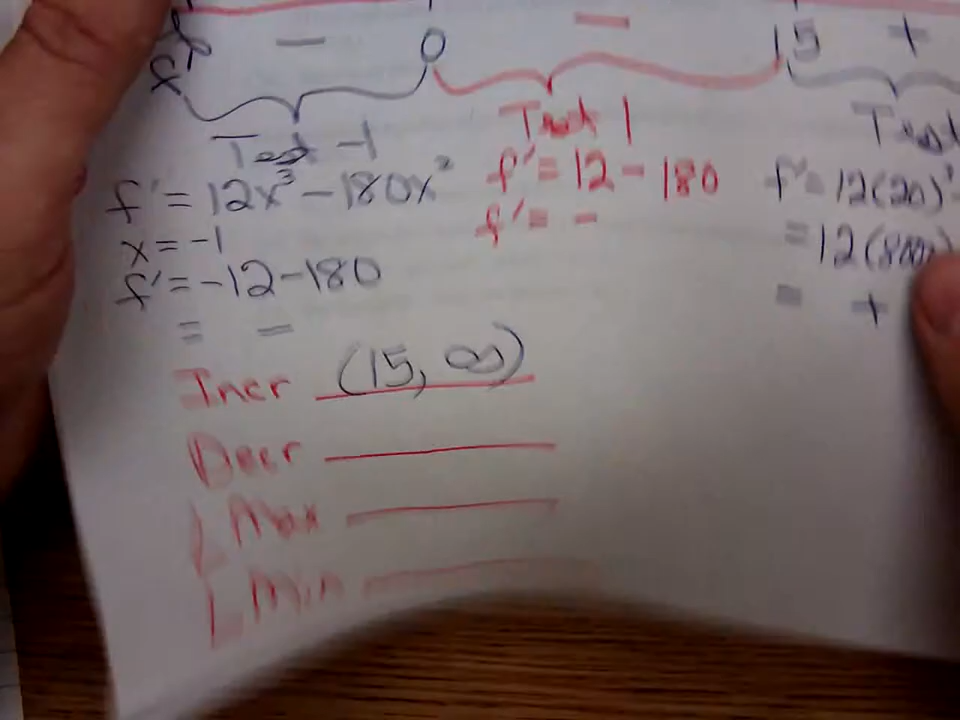 f' − 0 − 15 +
Test −1 Test 1 Test
f' = 12x³ − 180x² f' = 12 − 180 f' = 12(20)³
x = −1 f' = − = 12(8000)
f' = −12 − 180 = +
= −
Incr (15, ∞)
Decr
L Max
L Min